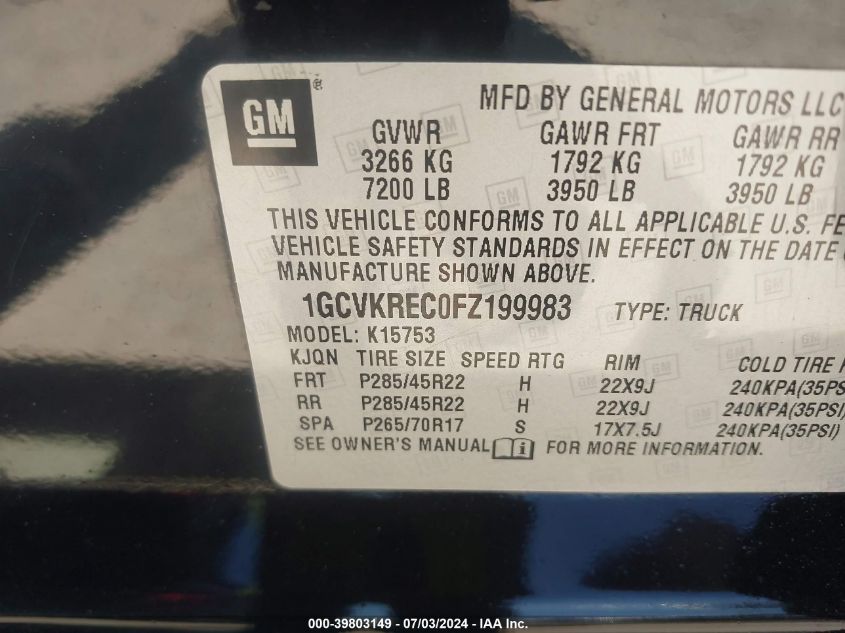 GM ®
MFD BY GENERAL MOTORS LLC
GVWR GAWR FRT GAWR RR
3266 KG 1792 KG 1792 KG
7200 LB 3950 LB 3950 LB
THIS VEHICLE CONFORMS TO ALL APPLICABLE U.S. FE
VEHICLE SAFETY STANDARDS IN EFFECT ON THE DATE
MANUFACTURE SHOWN ABOVE.
1GCVKREC0FZ199983 TYPE: TRUCK
MODEL: K15753
KJQN TIRE SIZE SPEED RTG RIM COLD TIRE
FRT P285/45R22 H 22X9J 240KPA(35PS
RR P285/45R22 H 22X9J 240KPA(35PSI)
SPA P265/70R17 S 17X7.5J 240KPA(35PSI)
SEE OWNER'S MANUAL FOR MORE INFORMATION.
000-39803149 - 07/03/2024 - IAA Inc.